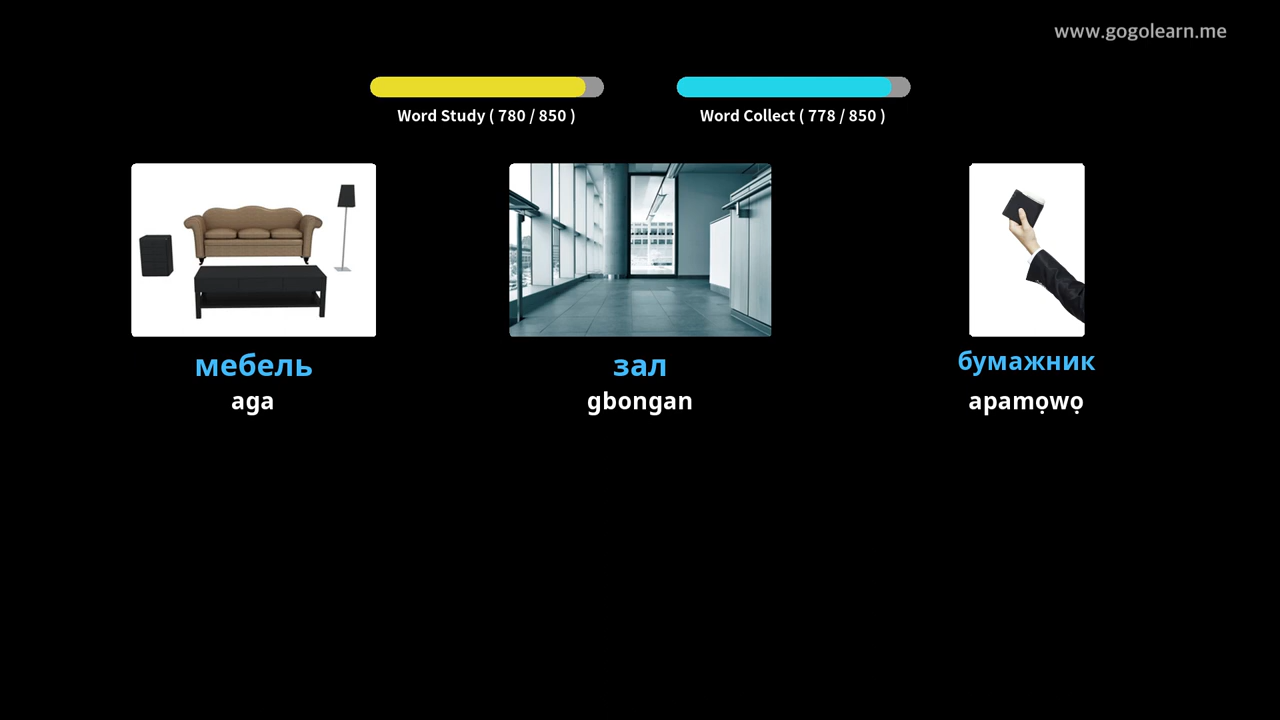 www.gogolearn.me
Word Study ( 780 / 850 )
Word Collect ( 778 / 850 )
мебель
aga
зал
gbongan
бумажник
apamọwọ